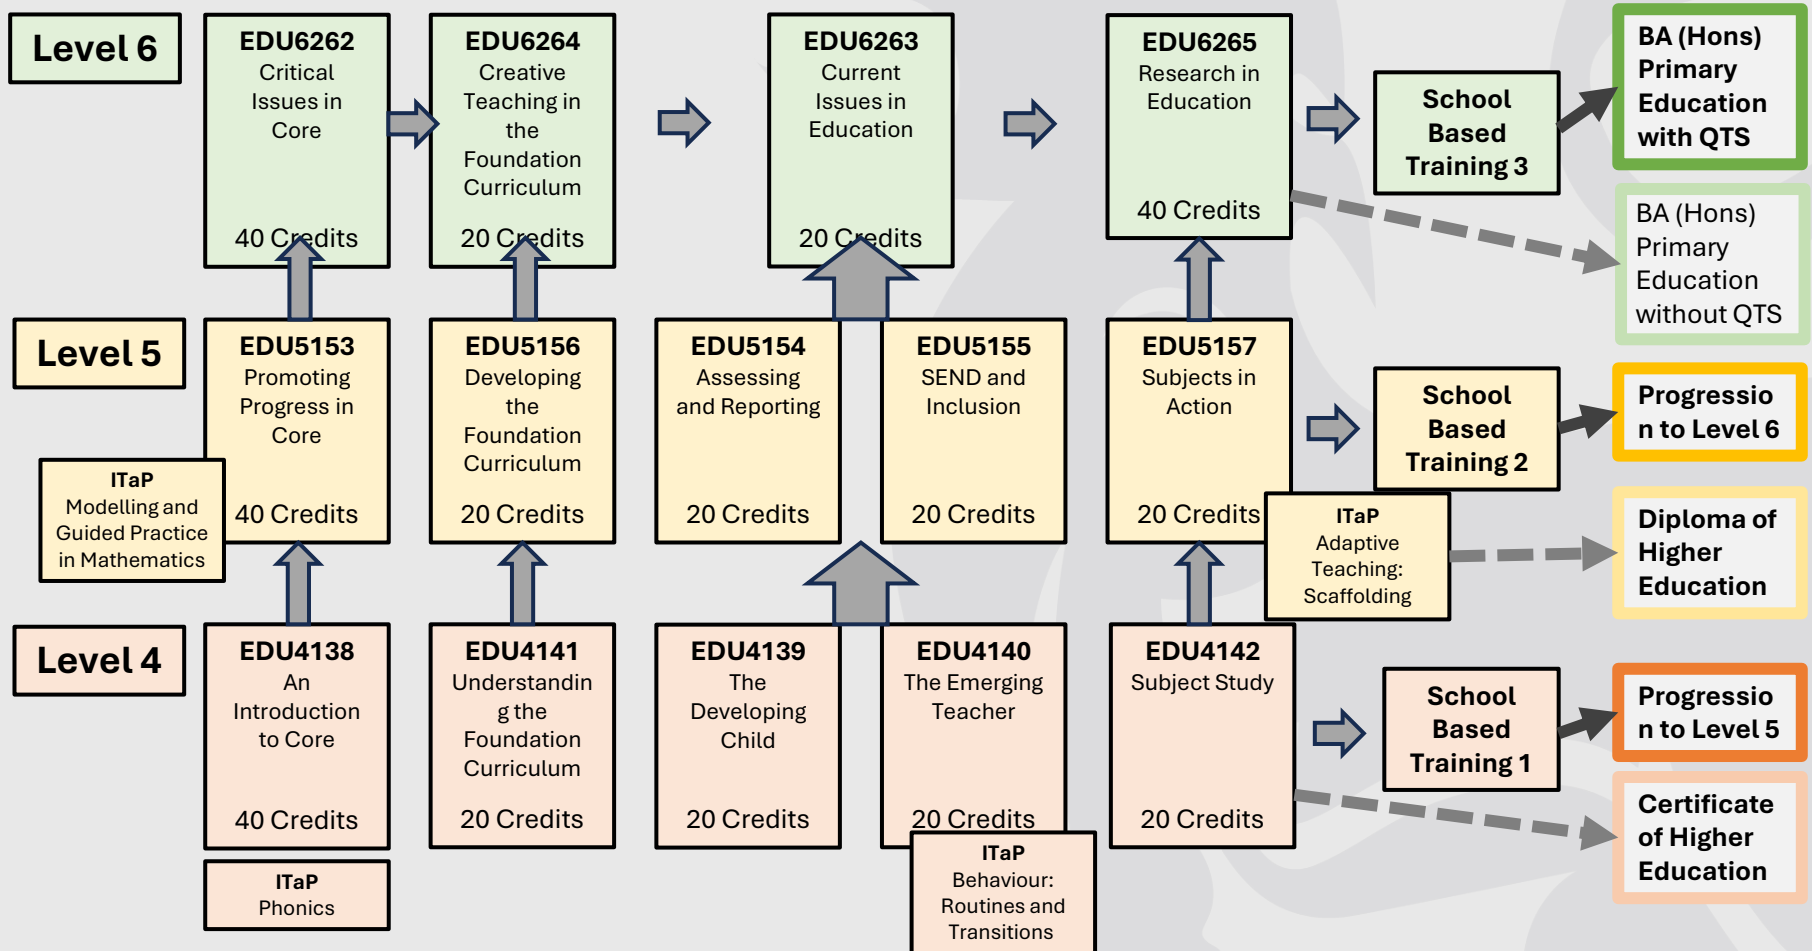 Level 6
EDU6262
Critical
Issues in
Core
40 Credits
EDU6264
Creative
Teaching in
the
Foundation
Curriculum
20 Credits
EDU6263
Current
Issues in
Education
20 Credits
EDU6265
Research in
Education
40 Credits
School
Based
Training 3
BA (Hons)
Primary
Education
with QTS
BA (Hons)
Primary
Education
without QTS
Level 5
EDU5153
Promoting
Progress in
Core
40 Credits
ITaP
Modelling and
Guided Practice
in Mathematics
EDU5156
Developing
the
Foundation
Curriculum
20 Credits
EDU5154
Assessing
and Reporting
20 Credits
EDU5155
SEND and
Inclusion
20 Credits
EDU5157
Subjects in
Action
20 Credits
School
Based
Training 2
ITaP
Adaptive
Teaching:
Scaffolding
Progressio
n to Level 6
Diploma of
Higher
Education
Level 4
EDU4138
An
Introduction
to Core
40 Credits
ITaP
Phonics
EDU4141
Understandin
g the
Foundation
Curriculum
20 Credits
EDU4139
The
Developing
Child
20 Credits
EDU4140
The Emerging
Teacher
20 Credits
ITaP
Behaviour:
Routines and
Transitions
EDU4142
Subject Study
20 Credits
School
Based
Training 1
Progressio
n to Level 5
Certificate
of Higher
Education